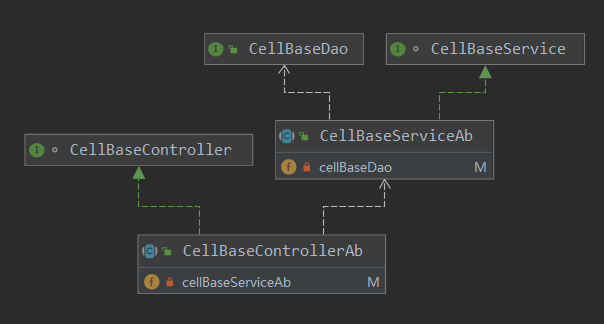 CellBaseDao
CellBaseService
CellBaseServiceAb
cellBaseDao M
CellBaseController
CellBaseControllerAb
cellBaseServiceAb M